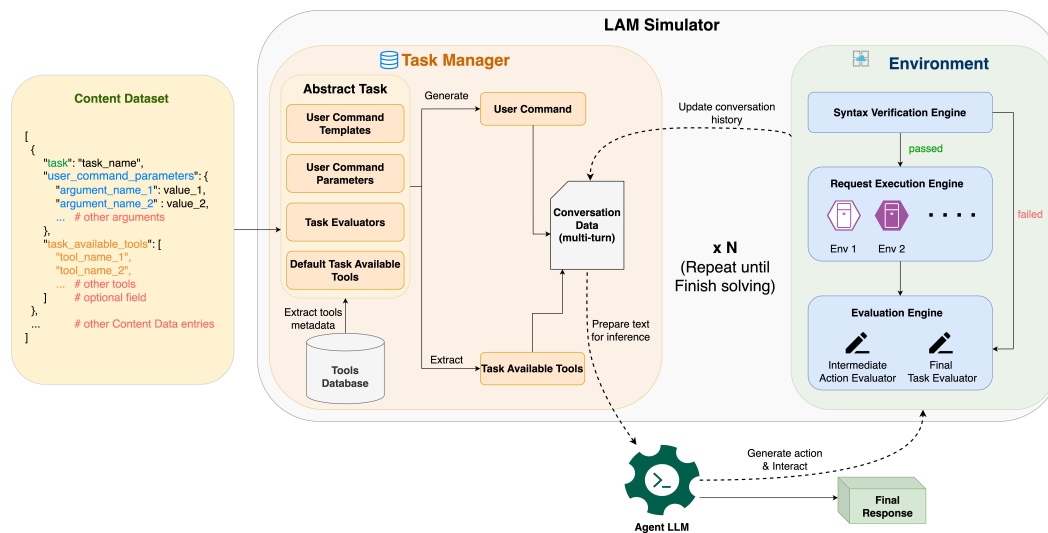 LAM Simulator
Content Dataset
[
{
"task": "task_name",
"user_command_parameters": {
"argument_name_1": value_1,
"argument_name_2" : value_2,
... # other arguments
},
"task_available_tools": [
"tool_name_1",
"tool_name_2",
... # other tools
] # optional field
},
... # other Content Data entries
]
Task Manager
Abstract Task
User Command
Templates
User Command
Parameters
Task Evaluators
Default Task Available
Tools
Extract tools
metadata
Tools
Database
Generate
User Command
Conversation
Data
(multi-turn)
Extract
Task Available Tools
Prepare text
for inference
Update conversation
history
x N
(Repeat until
Finish solving)
Environment
Syntax Verification Engine
passed
failed
Request Execution Engine
Env 1
Env 2
Evaluation Engine
Intermediate
Action Evaluator
Final
Task Evaluator
Generate action
& Interact
Agent LLM
Final
Response